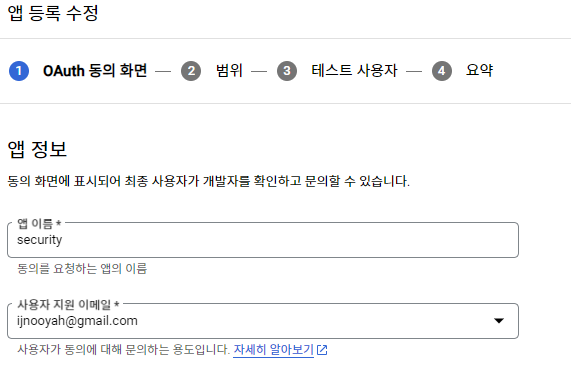 앱 등록 수정
1 OAuth 동의 화면 — 2 범위 — 3 테스트 사용자 — 4 요약
앱 정보
동의 화면에 표시되어 최종 사용자가 개발자를 확인하고 문의할 수 있습니다.
앱 이름 *
security
동의를 요청하는 앱의 이름
사용자 지원 이메일 *
ijnooyah@gmail.com
사용자가 동의에 대해 문의하는 용도입니다. 자세히 알아보기